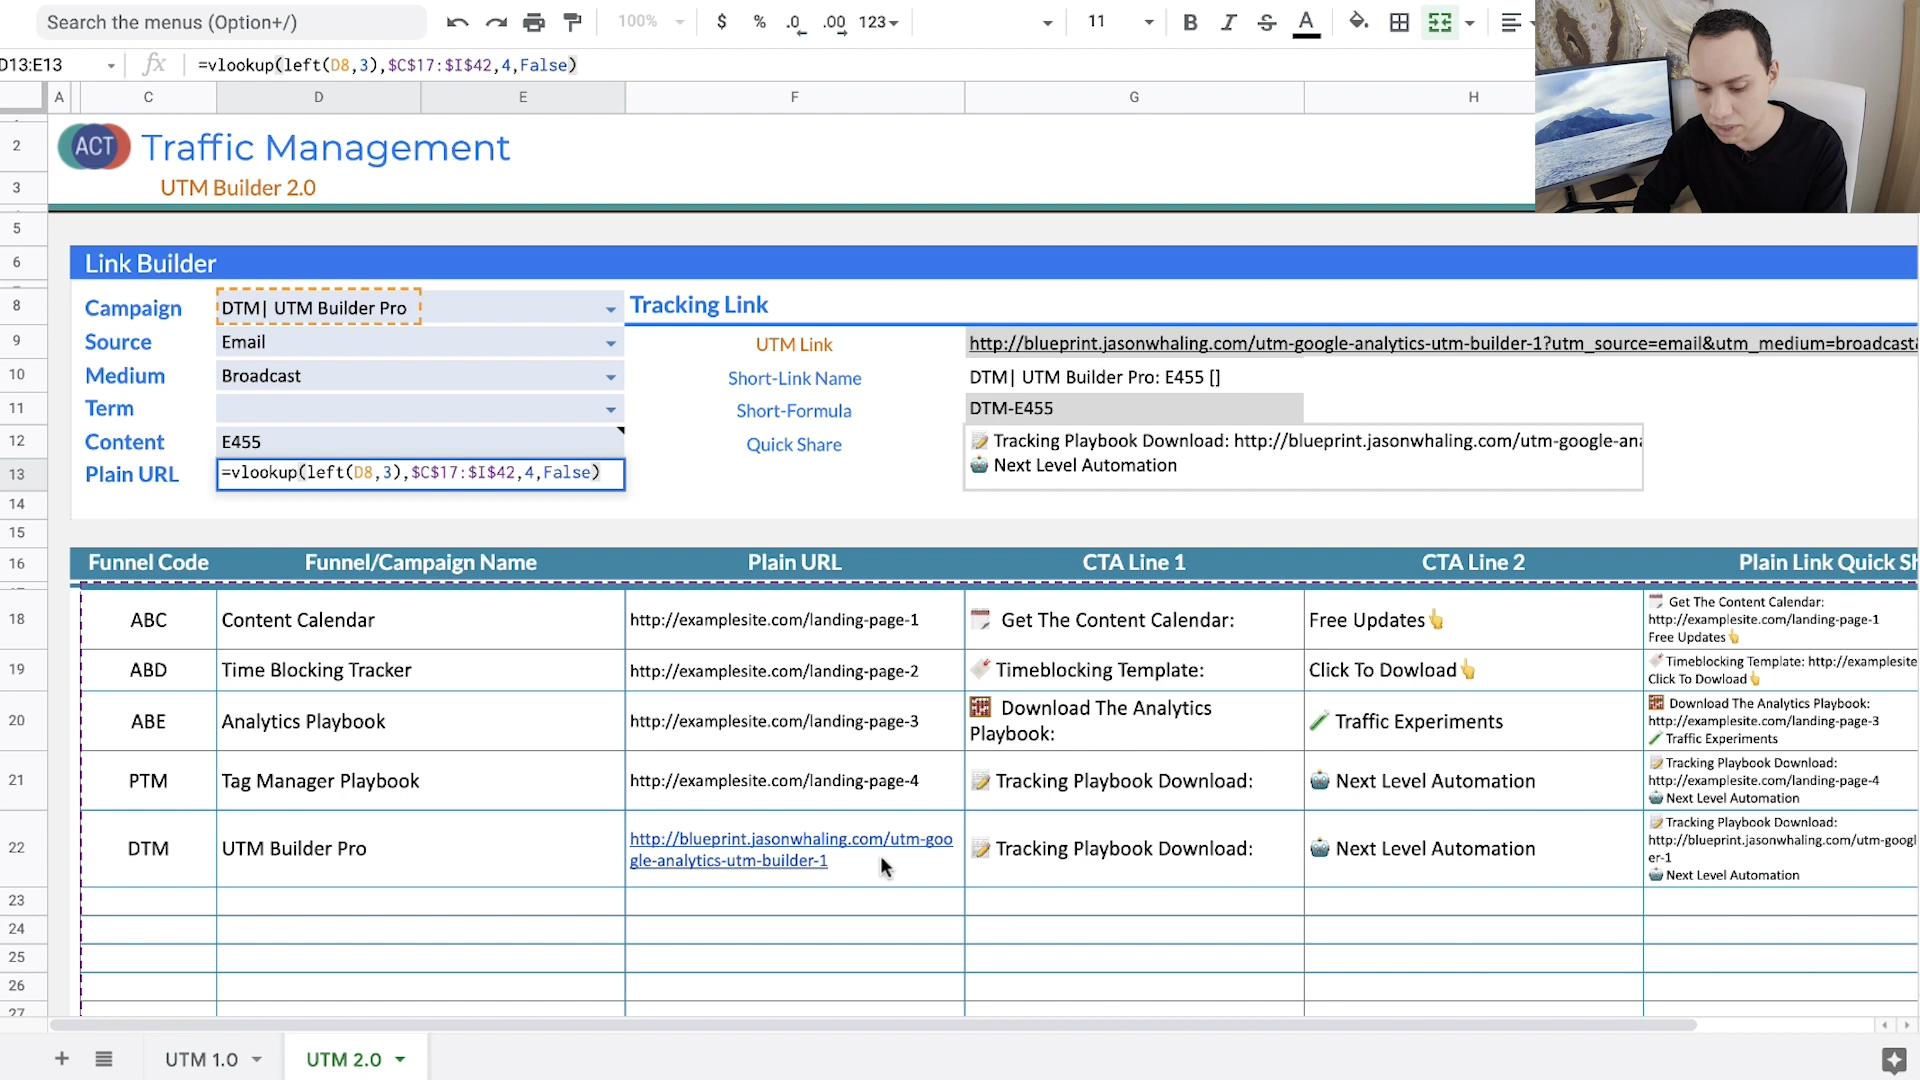 Search the menus (Option+/)
100%
$ % .0 .00 123
11
B I S A
D13:E13
fx
=vlookup(left(D8,3),$C$17:$I$42,4,False)
A C D E F G H
2
ACT
Traffic Management
3
UTM Builder 2.0
5
6
Link Builder
8
Campaign
DTM| UTM Builder Pro
Tracking Link
9
Source
Email
UTM Link
http://blueprint.jasonwhaling.com/utm-google-analytics-utm-builder-1?utm_source=email&utm_medium=broadcast&
10
Medium
Broadcast
Short-Link Name
DTM| UTM Builder Pro: E455 []
11
Term
Short-Formula
DTM-E455
12
Content
E455
Quick Share
📝 Tracking Playbook Download: http://blueprint.jasonwhaling.com/utm-google-ana
🤖 Next Level Automation
13
Plain URL
=vlookup(left(D8,3),$C$17:$I$42,4,False)
14
15
16
Funnel Code
Funnel/Campaign Name
Plain URL
CTA Line 1
CTA Line 2
Plain Link Quick Sh
18
ABC
Content Calendar
http://examplesite.com/landing-page-1
Get The Content Calendar:
Free Updates👆
Get The Content Calendar:
http://examplesite.com/landing-page-1
Free Updates👆
19
ABD
Time Blocking Tracker
http://examplesite.com/landing-page-2
Timeblocking Template:
Click To Dowload👆
Timeblocking Template: http://examplesite
Click To Dowload👆
20
ABE
Analytics Playbook
http://examplesite.com/landing-page-3
🧮 Download The Analytics
Playbook:
🧪 Traffic Experiments
🧮 Download The Analytics Playbook:
http://examplesite.com/landing-page-3
🧪 Traffic Experiments
21
PTM
Tag Manager Playbook
http://examplesite.com/landing-page-4
📝 Tracking Playbook Download:
🤖 Next Level Automation
📝 Tracking Playbook Download:
http://examplesite.com/landing-page-4
🤖 Next Level Automation
22
DTM
UTM Builder Pro
http://blueprint.jasonwhaling.com/utm-goo
gle-analytics-utm-builder-1
📝 Tracking Playbook Download:
🤖 Next Level Automation
📝 Tracking Playbook Download:
http://blueprint.jasonwhaling.com/utm-googl
er-1
🤖 Next Level Automation
23
24
25
26
27
UTM 1.0
UTM 2.0